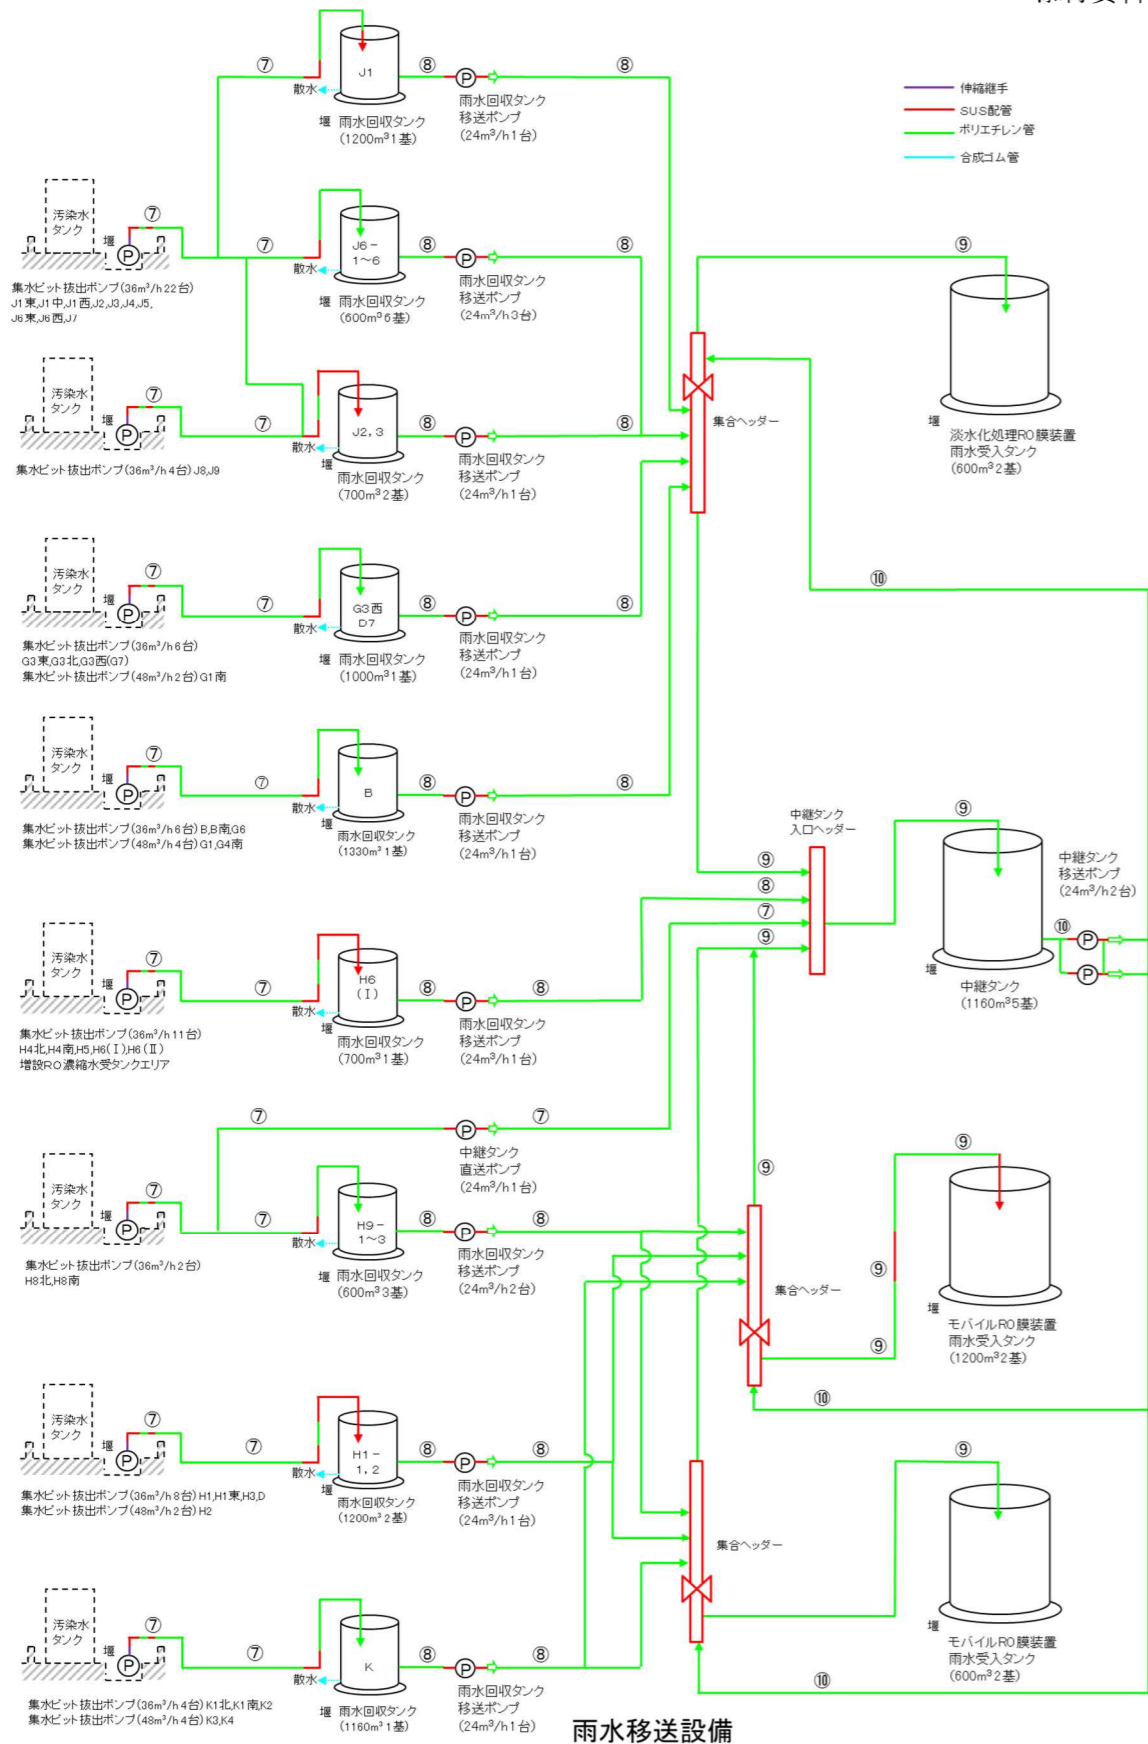 ⑦
J1
⑧
P
⑧
散水
堰 雨水回収タンク
(1200m³1基)
雨水回収タンク
移送ポンプ
(24m³/h1台)
伸縮継手
SUS配管
ポリエチレン管
合成ゴム管
汚染水
タンク
堰
P
⑦
集水ピット抜出ポンプ(36m³/h22台)
J1東,J1中,J1西,J2,J3,J4,J5,
J6東,J6西,J7
⑦
J6-
1~6
⑧
P
散水
堰 雨水回収タンク
(600m³6基)
雨水回収タンク
移送ポンプ
(24m³/h3台)
⑨
集合ヘッダー
堰
淡水化処理RO膜装置
雨水受入タンク
(600m³2基)
汚染水
タンク
堰
P
⑦
集水ピット抜出ポンプ(36m³/h4台)J8,J9
⑦
J2,3
⑧
P
⑧
散水
堰
雨水回収タンク
(700m³2基)
雨水回収タンク
移送ポンプ
(24m³/h1台)
汚染水
タンク
堰
P
⑦
集水ピット抜出ポンプ(36m³/h6台)
G3東,G3北,G3西(G7)
集水ピット抜出ポンプ(48m³/h2台)G1南
⑦
G3西
D7
⑧
P
⑧
散水
堰 雨水回収タンク
(1000m³1基)
雨水回収タンク
移送ポンプ
(24m³/h1台)
⑩
汚染水
タンク
堰
P
⑦
集水ピット抜出ポンプ(36m³/h6台)B,B南,G6
集水ピット抜出ポンプ(48m³/h4台)G1,G4南
⑦
B
⑧
P
⑧
散水
堰
雨水回収タンク
(1330m³1基)
雨水回収タンク
移送ポンプ
(24m³/h1台)
中継タンク
入口ヘッダー
⑨
⑧
⑦
⑨
⑨
堰
中継タンク
(1160m³5基)
中継タンク
移送ポンプ
(24m³/h2台)
⑩
P
P
汚染水
タンク
堰
P
⑦
集水ピット抜出ポンプ(36m³/h11台)
H4北,H4南,H5,H6(Ⅰ),H6(Ⅱ)
増設RO濃縮水受タンクエリア
⑦
H6
(Ⅰ)
⑧
P
⑧
散水
堰
雨水回収タンク
(700m³1基)
雨水回収タンク
移送ポンプ
(24m³/h1台)
⑦
P
⑦
中継タンク
直送ポンプ
(24m³/h1台)
汚染水
タンク
堰
P
⑦
集水ピット抜出ポンプ(36m³/h2台)
H8北,H8南
⑦
H9-
1~3
⑧
P
⑧
散水
堰 雨水回収タンク
(600m³3基)
雨水回収タンク
移送ポンプ
(24m³/h2台)
⑨
集合ヘッダー
⑨
⑨
⑨
堰
モバイルRO膜装置
雨水受入タンク
(1200m³2基)
⑩
汚染水
タンク
堰
P
⑦
集水ピット抜出ポンプ(36m³/h8台)H1,H1東,H3,D
集水ピット抜出ポンプ(48m³/h2台)H2
⑦
H1-
1,2
⑧
P
⑧
散水
堰
雨水回収タンク
(1200m³2基)
雨水回収タンク
移送ポンプ
(24m³/h1台)
集合ヘッダー
⑨
堰
モバイルRO膜装置
雨水受入タンク
(600m³2基)
⑩
汚染水
タンク
堰
P
⑦
集水ピット抜出ポンプ(36m³/h4台)K1北,K1南,K2
集水ピット抜出ポンプ(48m³/h4台)K3,K4
⑦
K
⑧
P
⑧
散水
堰 雨水回収タンク
(1160m³1基)
雨水回収タンク
移送ポンプ
(24m³/h1台)
雨水移送設備